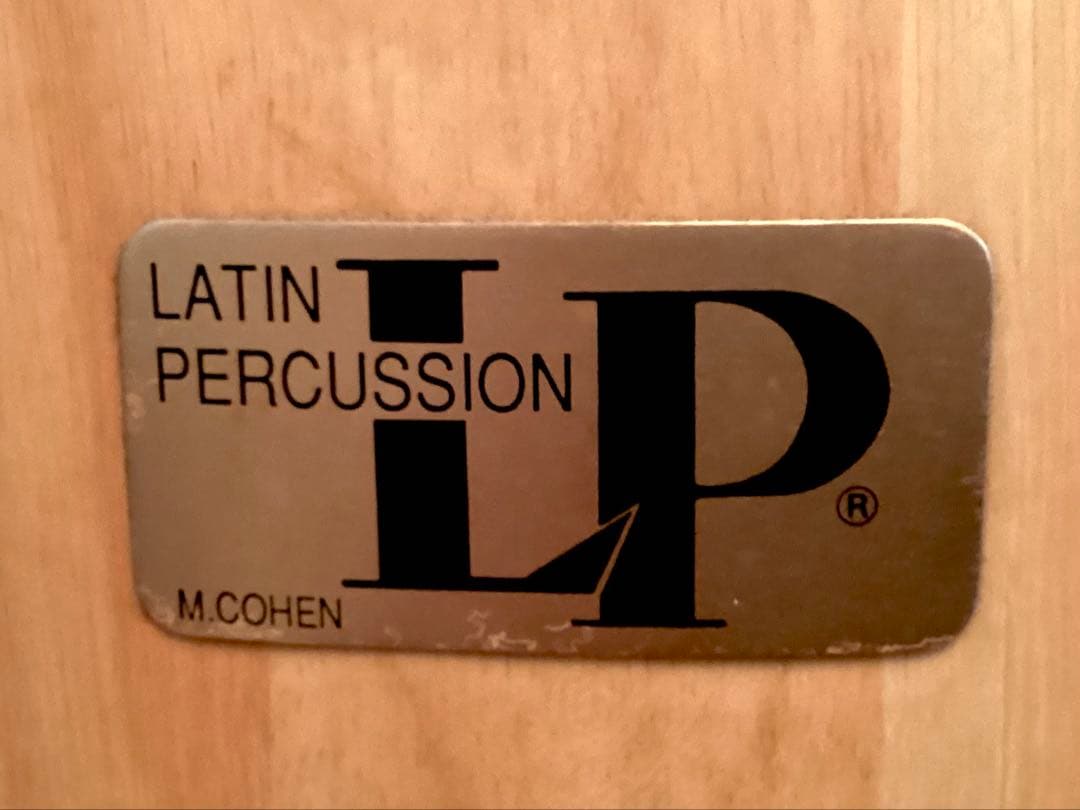 LATIN
PERCUSSION
LP
®
M.COHEN